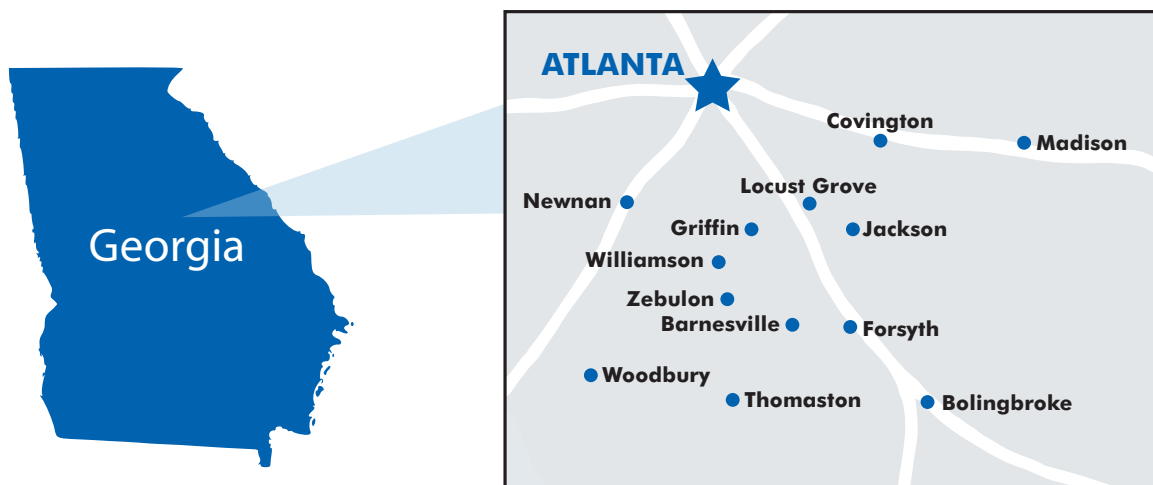 Georgia
ATLANTA
Covington
Madison
Locust Grove
Newnan
Griffin
Jackson
Williamson
Zebulon
Barnesville
Forsyth
Woodbury
Thomaston
Bolingbroke